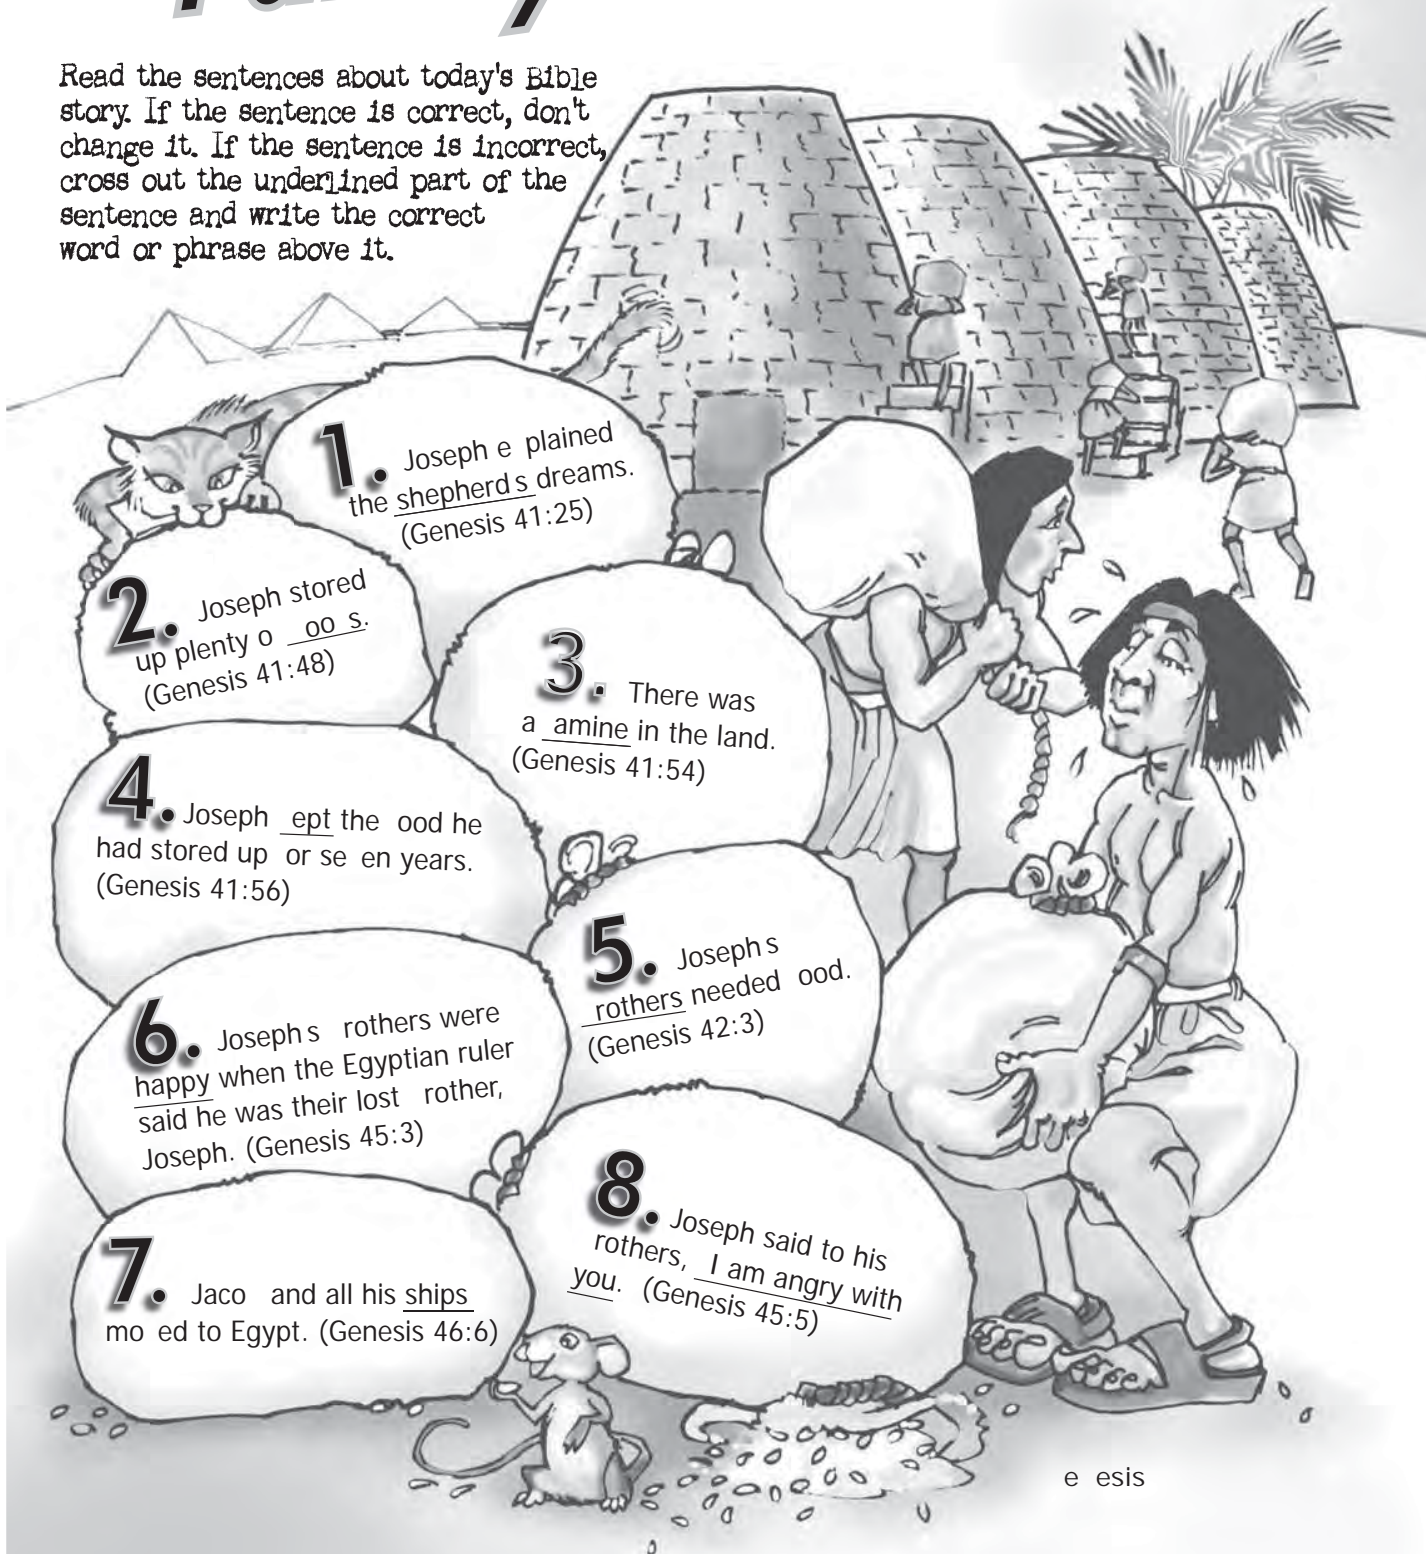 Read the sentences about today's Bible
story. If the sentence is correct, don't
change it. If the sentence is incorrect,
cross out the underlined part of the
sentence and write the correct
word or phrase above it.
1. Joseph e plained
the shepherd s dreams.
(Genesis 41:25)
2. Joseph stored
up plenty o oo s.
(Genesis 41:48)
3. There was
a amine in the land.
(Genesis 41:54)
4. Joseph ept the ood he
had stored up or se en years.
(Genesis 41:56)
5. Joseph s
rothers needed ood.
(Genesis 42:3)
6. Joseph s rothers were
happy when the Egyptian ruler
said he was their lost rother,
Joseph. (Genesis 45:3)
7. Jaco and all his ships
mo ed to Egypt. (Genesis 46:6)
8. Joseph said to his
rothers, I am angry with
you. (Genesis 45:5)
e esis